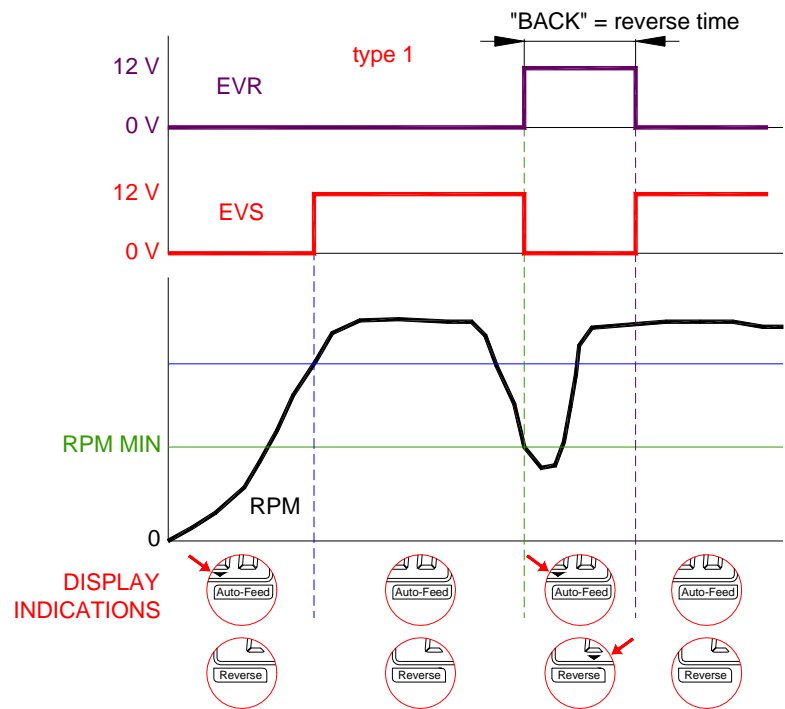 "BACK" = reverse time
type 1
12 V
EVR
0 V
12 V
EVS
0 V
RPM MIN
RPM
0
DISPLAY
INDICATIONS
Auto-Feed
Auto-Feed
Auto-Feed
Auto-Feed
Reverse
Reverse
Reverse
Reverse